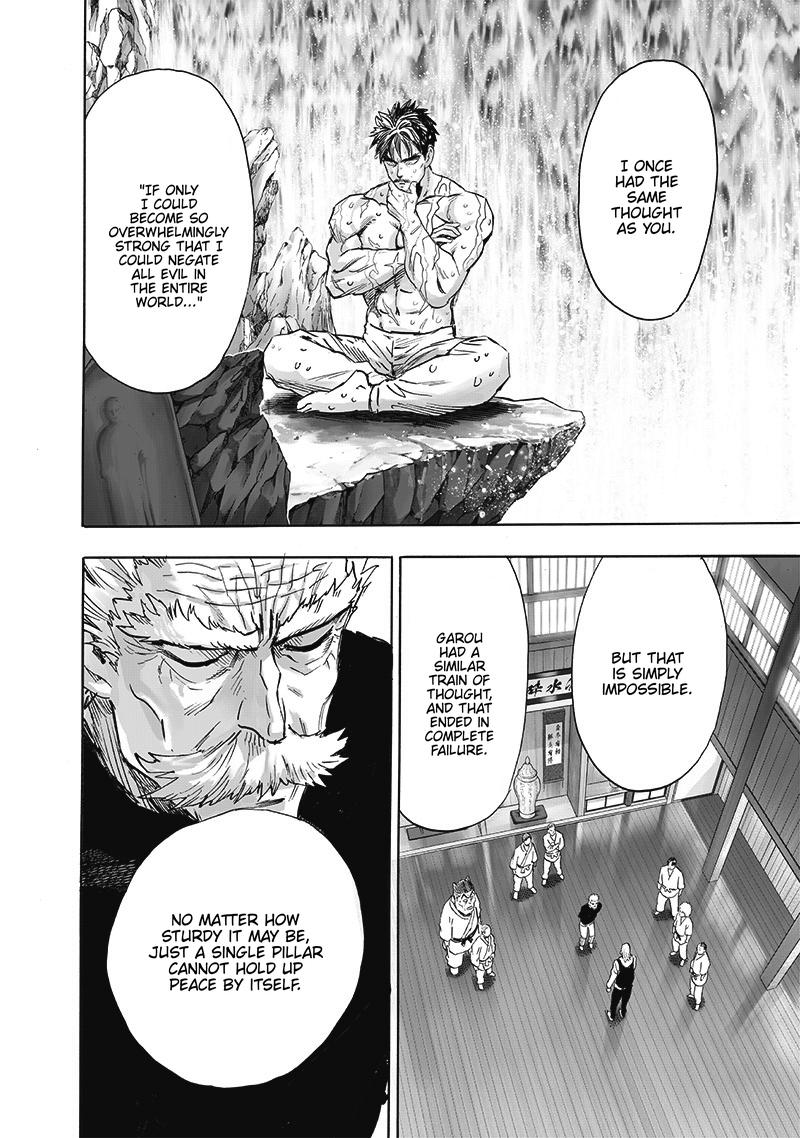 I ONCE
HAD THE
SAME
THOUGHT
AS YOU.
"IF ONLY
I COULD
BECOME SO
OVERWHELMINGLY
STRONG THAT I
COULD NEGATE
ALL EVIL IN
THE ENTIRE
WORLD..."
BUT THAT
IS SIMPLY
IMPOSSIBLE.
GAROU
HAD A
SIMILAR
TRAIN OF
THOUGHT,
AND THAT
ENDED IN
COMPLETE
FAILURE.
NO MATTER HOW
STURDY IT MAY BE,
JUST A SINGLE PILLAR
CANNOT HOLD UP
PEACE BY ITSELF.